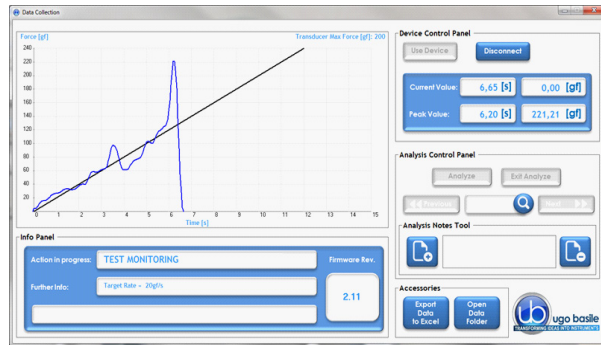 Data Collection
Force [gf]
Transducer Max Force [gf]: 200
240
220
200
180
160
140
120
100
80
60
40
20
0 1 2 3 4 5 6 7 8 9 10 11 12 13 14 15
Time [s]
Info Panel
Action in progress:
TEST MONITORING
Firmware Rev.
Further Info:
Target Rate = 20gf/s
2.11
Device Control Panel
Use Device
Disconnect
Current Value:
6,65 [s]
0,00 [gf]
Peak Value:
6,20 [s]
221,21 [gf]
Analysis Control Panel
Analyze
Exit Analyze
Previous
Next
Analysis Notes Tool
Accessories
Export
Data
to Excel
Open
Data
Folder
ub
ugo basile
TRANSFORMING IDEAS INTO INSTRUMENTS